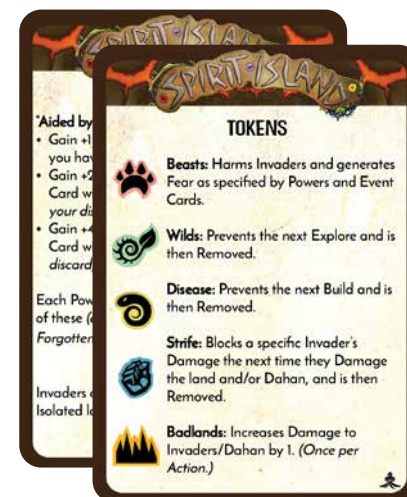 SPIRIT ISLAND
"Aided by
• Gain +1
you hav
• Gain +2
Card w
your dis
• Gain +4
Card w
discard
Each Pow
of these (
Forgotten
Invaders
Isolated l
SPIRIT ISLAND
TOKENS
Beasts: Harms Invaders and generates
Fear as specified by Powers and Event
Cards.
Wilds: Prevents the next Explore and is
then Removed.
Disease: Prevents the next Build and is
then Removed.
Strife: Blocks a specific Invader's
Damage the next time they Damage
the land and/or Dahan, and is then
Removed.
Badlands: Increases Damage to
Invaders/Dahan by 1. (Once per
Action.)